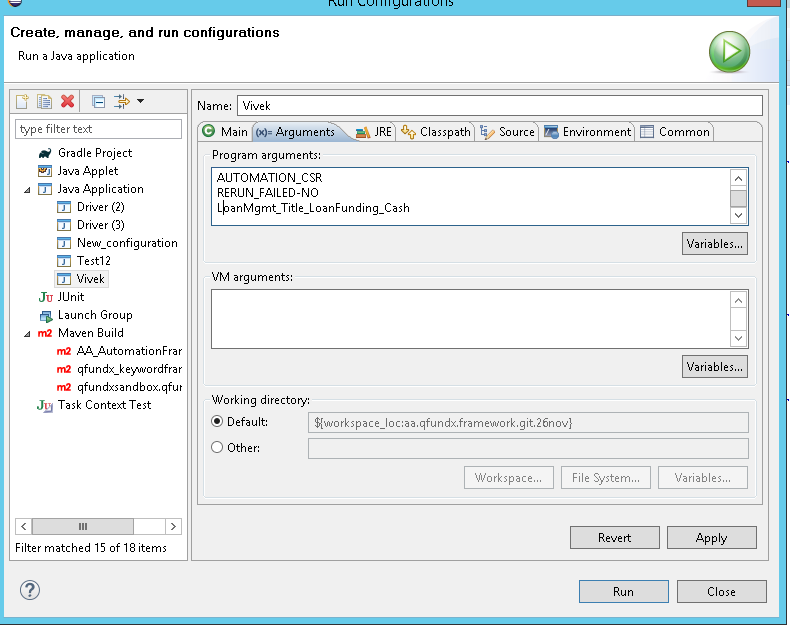 Run Configurations
Create, manage, and run configurations
Run a Java application
type filter text
Gradle Project
Java Applet
Java Application
Driver (2)
Driver (3)
New_configuration
Test12
Vivek
JUnit
Launch Group
Maven Build
AA_AutomationFrar
qfundx_keywordfrar
qfundxsandbox.qfur
Task Context Test
Filter matched 15 of 18 items
Name: Vivek
Main (x)= Arguments JRE Classpath Source Environment Common
Program arguments:
AUTOMATION_CSR
RERUN_FAILED-NO
LoanMgmt_Title_LoanFunding_Cash
Variables...
VM arguments:
Variables...
Working directory:
Default: ${workspace_loc:aa.qfundx.framework.git.26nov}
Other:
Workspace... File System... Variables...
Revert Apply
Run Close